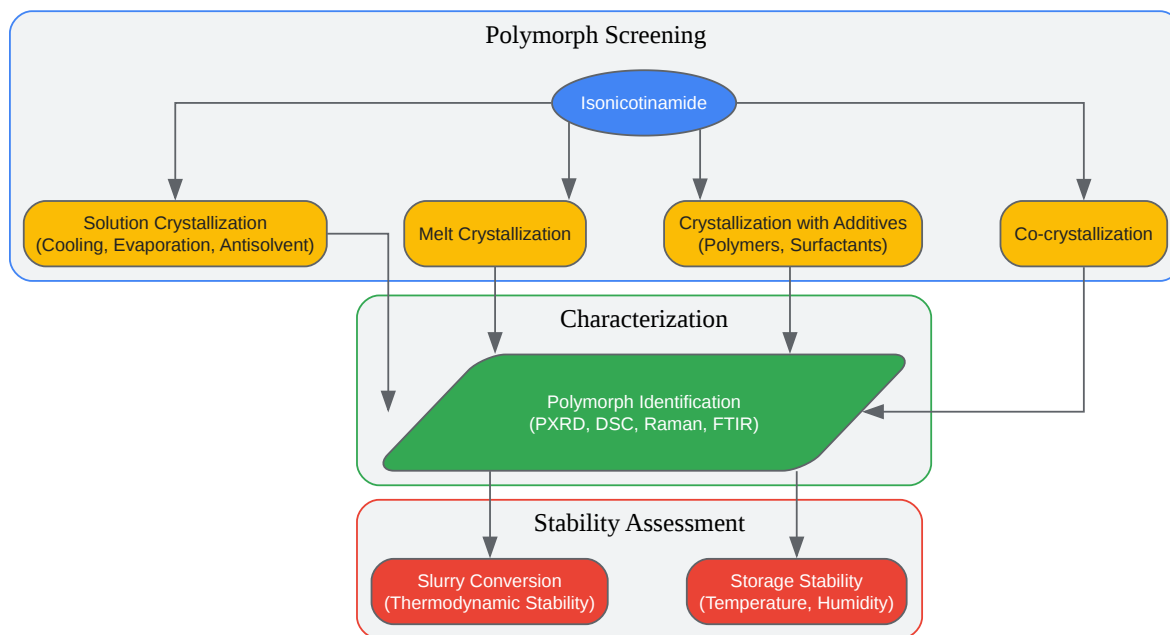 Polymorph Screening
Isonicotinamide
Solution Crystallization
(Cooling, Evaporation, Antisolvent)
Melt Crystallization
Crystallization with Additives
(Polymers, Surfactants)
Co-crystallization
Characterization
Polymorph Identification
(PXRD, DSC, Raman, FTIR)
Stability Assessment
Slurry Conversion
(Thermodynamic Stability)
Storage Stability
(Temperature, Humidity)